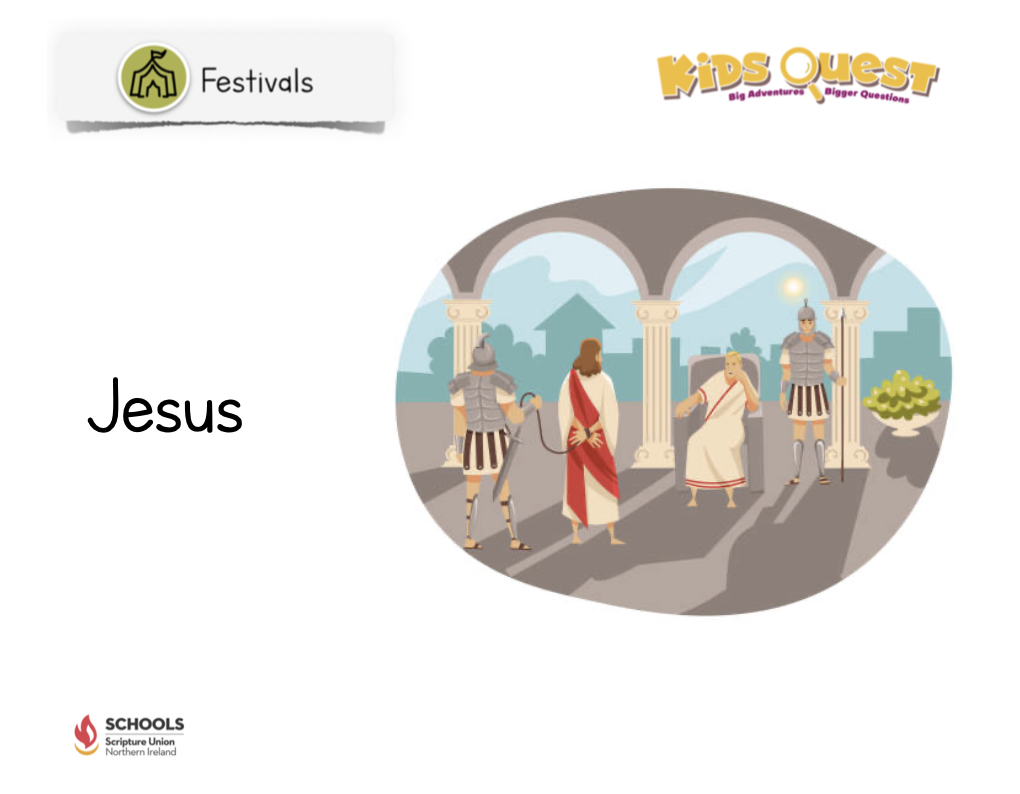 Festivals
KiDS QUEST
Big Adventures Bigger Questions
Jesus
SCHOOLS
Scripture Union
Northern Ireland